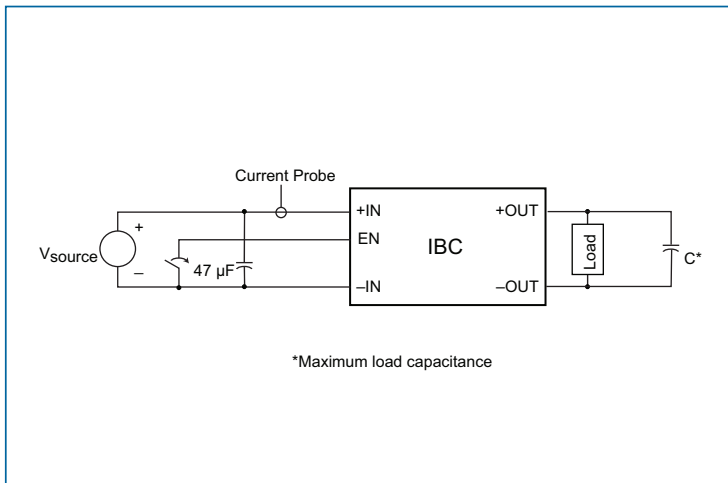 Current Probe
+IN
+OUT
EN
IBC
+
Vsource
–
47 µF
Load
C*
–IN
–OUT
*Maximum load capacitance